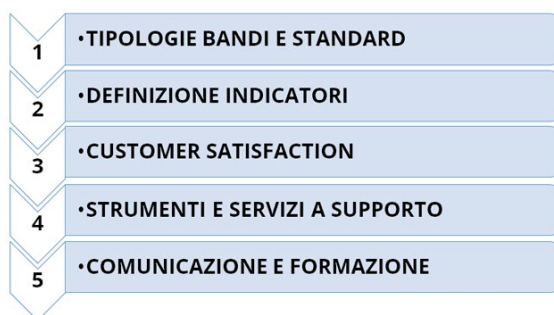 1 •TIPOLOGIE BANDI E STANDARD
2 •DEFINIZIONE INDICATORI
3 •CUSTOMER SATISFACTION
4 •STRUMENTI E SERVIZI A SUPPORTO
5 •COMUNICAZIONE E FORMAZIONE